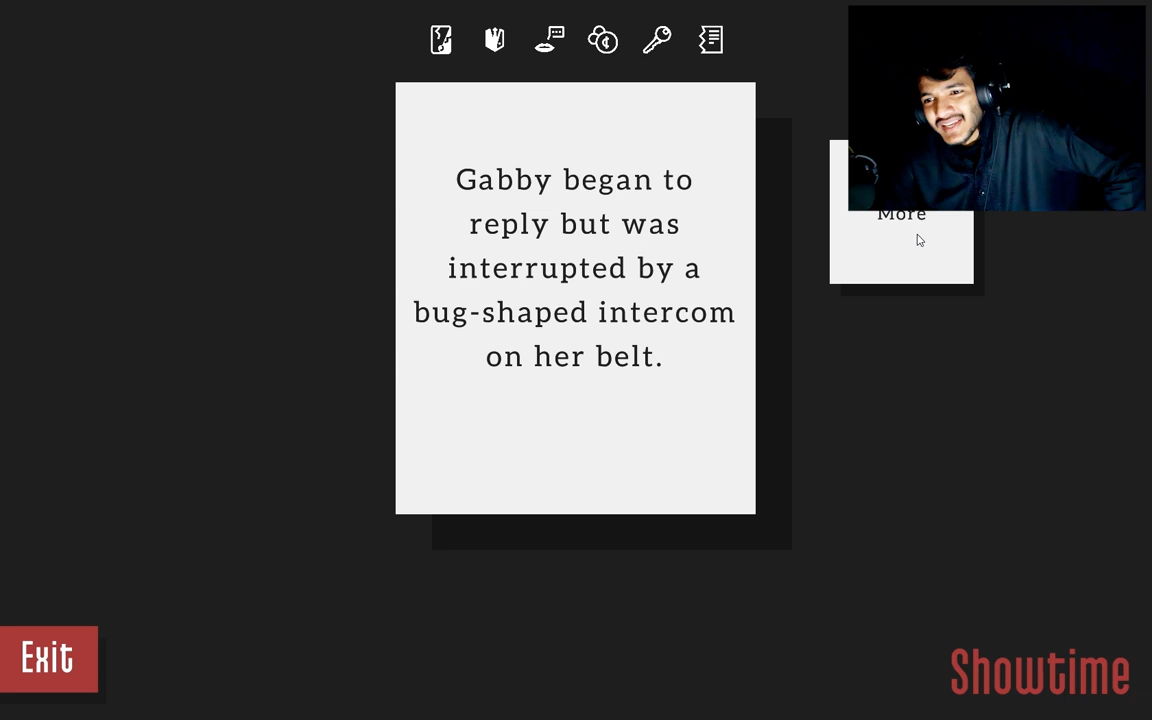 Gabby began to
reply but was
interrupted by a
bug-shaped intercom
on her belt.
More
Exit
Showtime